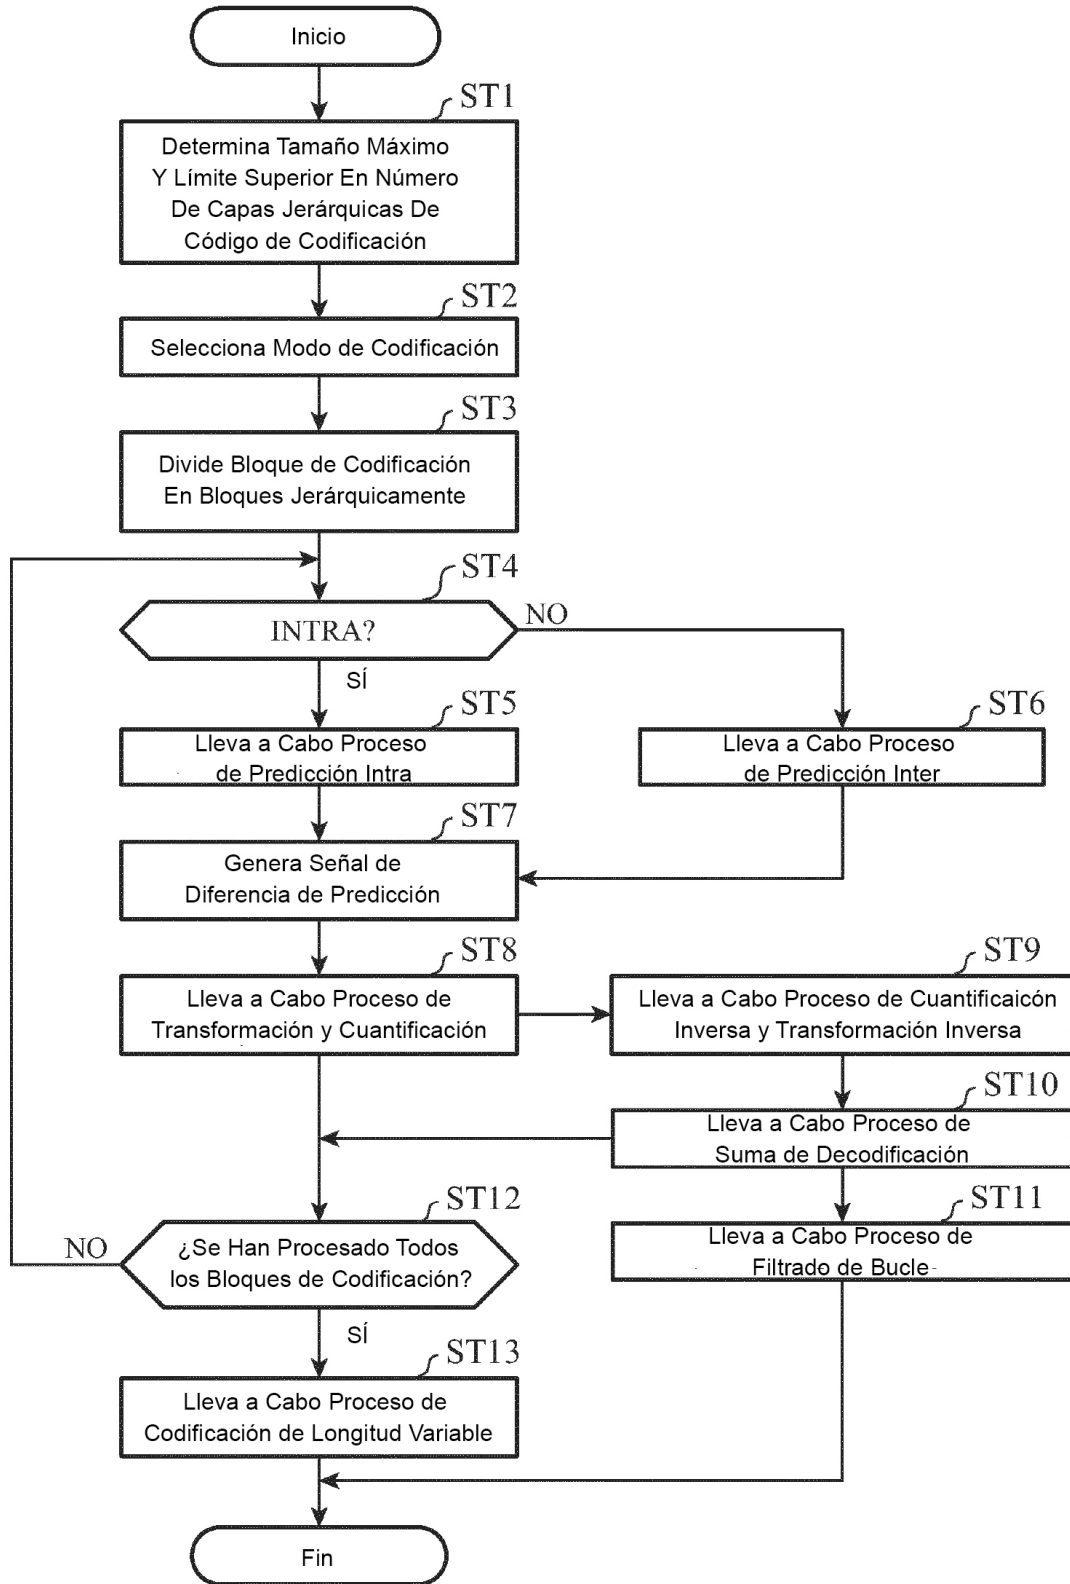 Inicio
ST1
Determina Tamaño Máximo
Y Límite Superior En Número
De Capas Jerárquicas De
Código de Codificación
ST2
Selecciona Modo de Codificación
ST3
Divide Bloque de Codificación
En Bloques Jerárquicamente
ST4
INTRA?
NO
SÍ
ST5
Lleva a Cabo Proceso
de Predicción Intra
ST6
Lleva a Cabo Proceso
de Predicción Inter
ST7
Genera Señal de
Diferencia de Predicción
ST8
Lleva a Cabo Proceso de
Transformación y Cuantificación
ST9
Lleva a Cabo Proceso de Cuantificaicón
Inversa y Transformación Inversa
ST10
Lleva a Cabo Proceso de
Suma de Decodificación
ST11
Lleva a Cabo Proceso de
Filtrado de Bucle
ST12
¿Se Han Procesado Todos
los Bloques de Codificación?
NO
SÍ
ST13
Lleva a Cabo Proceso de
Codificación de Longitud Variable
Fin